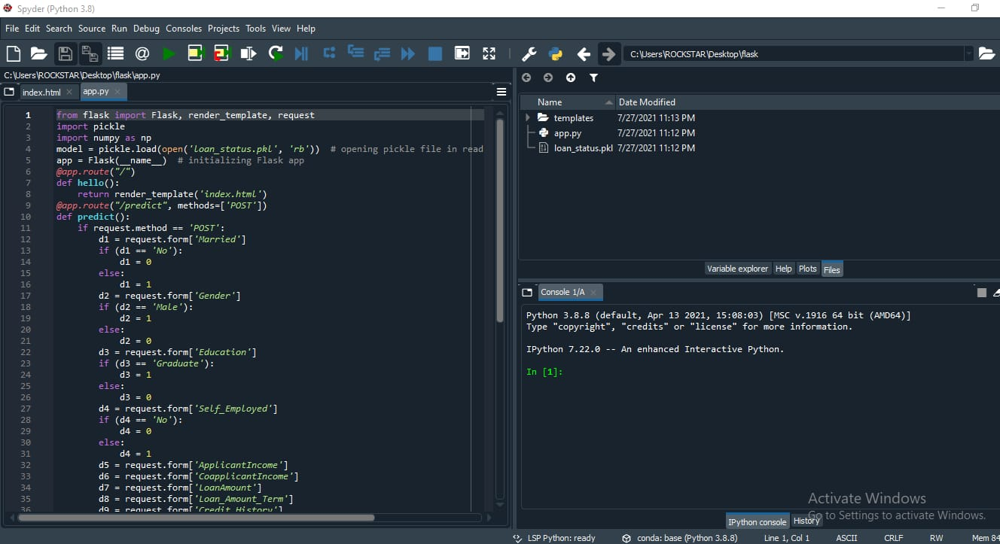 Spyder (Python 3.8)
File Edit Search Source Run Debug Consoles Projects Tools View Help
C:\Users\ROCKSTAR\Desktop\flask
C:\Users\ROCKSTAR\Desktop\flask\app.py
index.html app.py
1 from flask import Flask, render_template, request
2 import pickle
3 import numpy as np
4 model = pickle.load(open('loan_status.pkl', 'rb')) # opening pickle file in read
5 app = Flask(__name__) # initializing Flask app
6 @app.route("/")
7 def hello():
8 return render_template('index.html')
9 @app.route("/predict", methods=['POST'])
10 def predict():
11 if request.method == 'POST':
12 d1 = request.form['Married']
13 if (d1 == 'No'):
14 d1 = 0
15 else:
16 d1 = 1
17 d2 = request.form['Gender']
18 if (d2 == 'Male'):
19 d2 = 1
20 else:
21 d2 = 0
22 d3 = request.form['Education']
23 if (d3 == 'Graduate'):
24 d3 = 1
25 else:
26 d3 = 0
27 d4 = request.form['Self_Employed']
28 if (d4 == 'No'):
29 d4 = 0
30 else:
31 d4 = 1
32 d5 = request.form['ApplicantIncome']
33 d6 = request.form['CoapplicantIncome']
34 d7 = request.form['LoanAmount']
35 d8 = request.form['Loan_Amount_Term']
36 d9 = request.form['Credit_History']
Name Date Modified
templates 7/27/2021 11:13 PM
app.py 7/27/2021 11:12 PM
loan_status.pkl 7/27/2021 11:12 PM
Variable explorer Help Plots Files
Console 1/A
Python 3.8.8 (default, Apr 13 2021, 15:08:03) [MSC v.1916 64 bit (AMD64)]
Type "copyright", "credits" or "license" for more information.
IPython 7.22.0 -- An enhanced Interactive Python.
In [1]:
Activate Windows
Go to Settings to activate Windows.
IPython console History
LSP Python: ready conda: base (Python 3.8.8) Line 1, Col 1 ASCII CRLF RW Mem 84